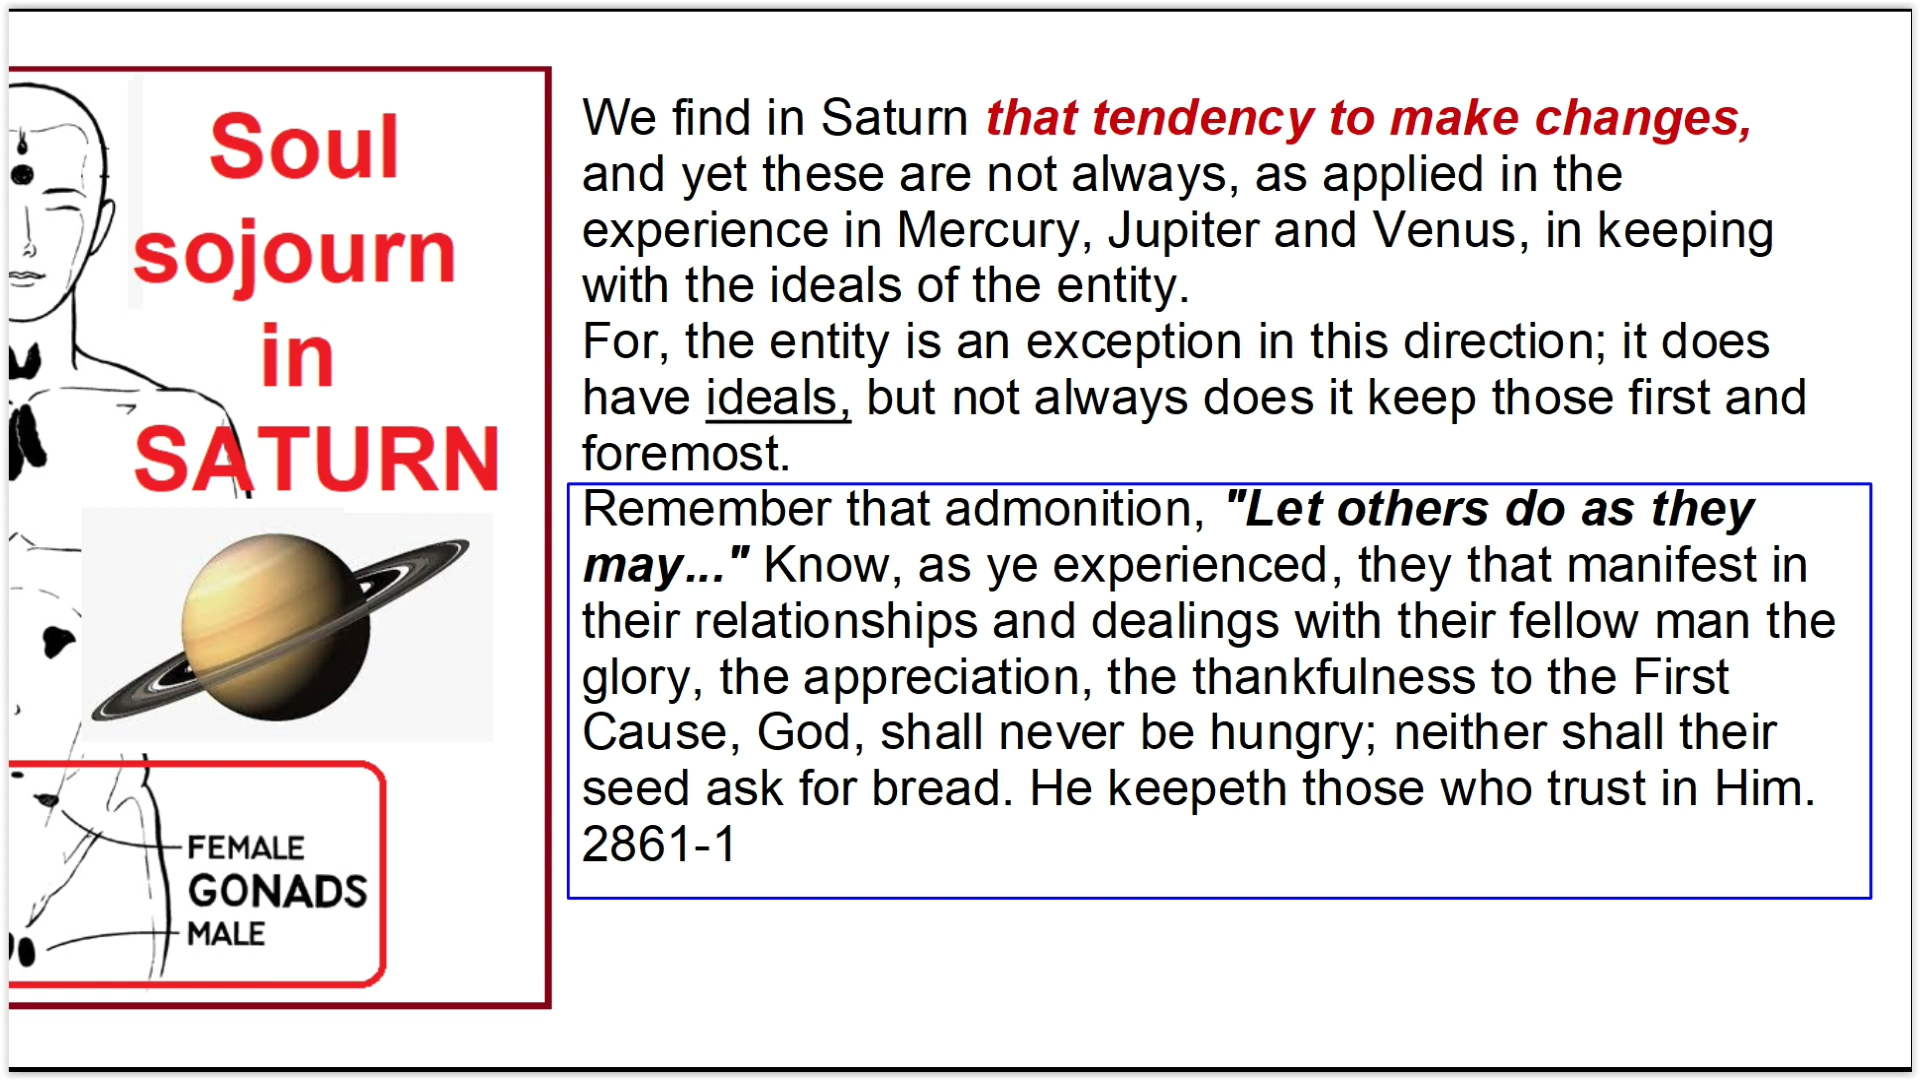 Soul
sojourn
in
SATURN
FEMALE
GONADS
MALE
We find in Saturn that tendency to make changes,
and yet these are not always, as applied in the
experience in Mercury, Jupiter and Venus, in keeping
with the ideals of the entity.
For, the entity is an exception in this direction; it does
have ideals, but not always does it keep those first and
foremost.
Remember that admonition, "Let others do as they
may..." Know, as ye experienced, they that manifest in
their relationships and dealings with their fellow man the
glory, the appreciation, the thankfulness to the First
Cause, God, shall never be hungry; neither shall their
seed ask for bread. He keepeth those who trust in Him.
2861-1